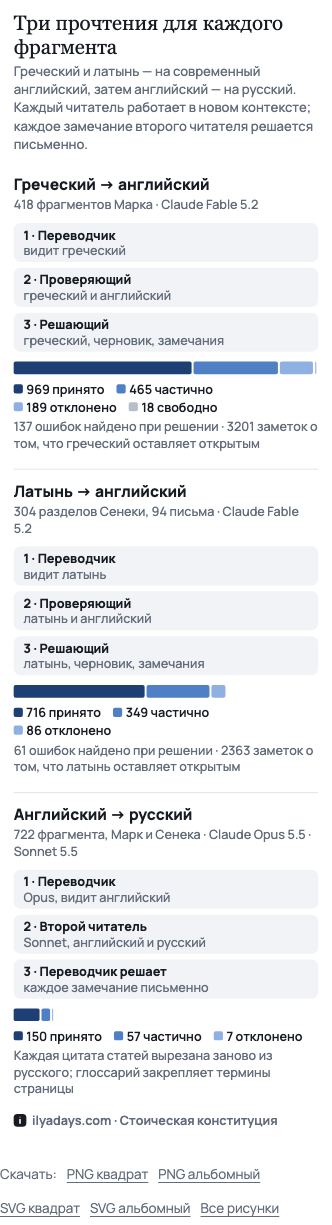 Три прочтения для каждого
фрагмента
Греческий и латынь — на современный
английский, затем английский — на русский.
Каждый читатель работает в новом контексте;
каждое замечание второго читателя решается
письменно.
Греческий → английский
418 фрагментов Марка · Claude Fable 5.2
1 · Переводчик
видит греческий
2 · Проверяющий
греческий и английский
3 · Решающий
греческий, черновик, замечания
969 принято 465 частично
189 отклонено 18 свободно
137 ошибок найдено при решении · 3201 заметок о
том, что греческий оставляет открытым
Латынь → английский
304 разделов Сенеки, 94 письма · Claude Fable
5.2
1 · Переводчик
видит латынь
2 · Проверяющий
латынь и английский
3 · Решающий
латынь, черновик, замечания
716 принято 349 частично
86 отклонено
61 ошибок найдено при решении · 2363 заметок о
том, что латынь оставляет открытым
Английский → русский
722 фрагмента, Марк и Сенека · Claude Opus 5.5 ·
Sonnet 5.5
1 · Переводчик
Opus, видит английский
2 · Второй читатель
Sonnet, английский и русский
3 · Переводчик решает
каждое замечание письменно
150 принято 57 частично 7 отклонено
Каждая цитата статей вырезана заново из
русского; глоссарий закрепляет термины
страницы
ilyadays.com · Стоическая конституция
Скачать: PNG квадрат PNG альбомный
SVG квадрат SVG альбомный Все рисунки